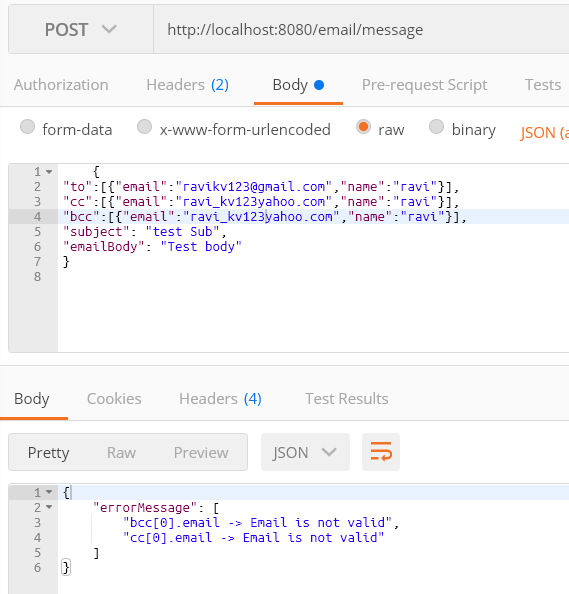 POST http://localhost:8080/email/message
Authorization Headers (2) Body Pre-request Script Tests
form-data x-www-form-urlencoded raw binary JSON (a
1 {
2 "to":[{"email":"ravikv123@gmail.com","name":"ravi"}],
3 "cc":[{"email":"ravi_kv123yahoo.com","name":"ravi"}],
4 "bcc":[{"email":"ravi_kv123yahoo.com","name":"ravi"}],
5 "subject": "test Sub",
6 "emailBody": "Test body"
7 }
8
Body Cookies Headers (4) Test Results
Pretty Raw Preview JSON
1 {
2 "errorMessage": [
3 "bcc[0].email -> Email is not valid",
4 "cc[0].email -> Email is not valid"
5 ]
6 }